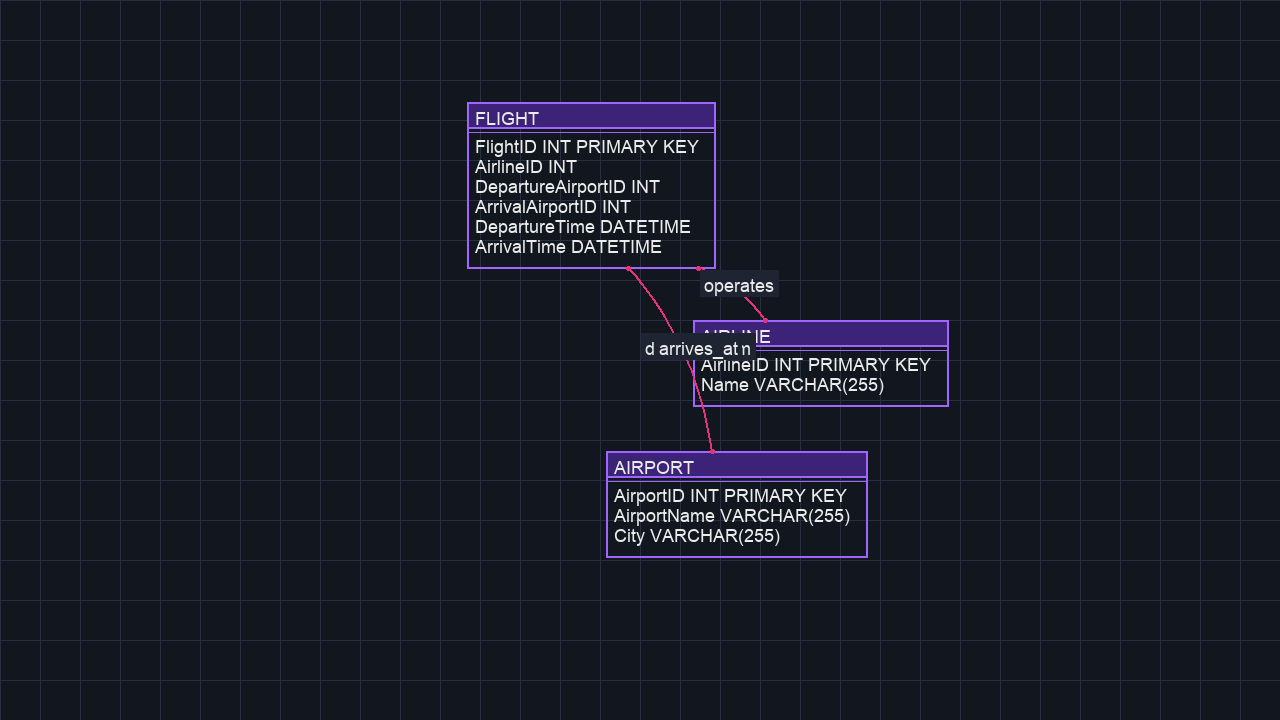 FLIGHT
FlightID INT PRIMARY KEY
AirlineID INT
DepartureAirportID INT
ArrivalAirportID INT
DepartureTime DATETIME
ArrivalTime DATETIME
operates
AIRLINE
arrives_at
AirlineID INT PRIMARY KEY
Name VARCHAR(255)
AIRPORT
AirportID INT PRIMARY KEY
AirportName VARCHAR(255)
City VARCHAR(255)